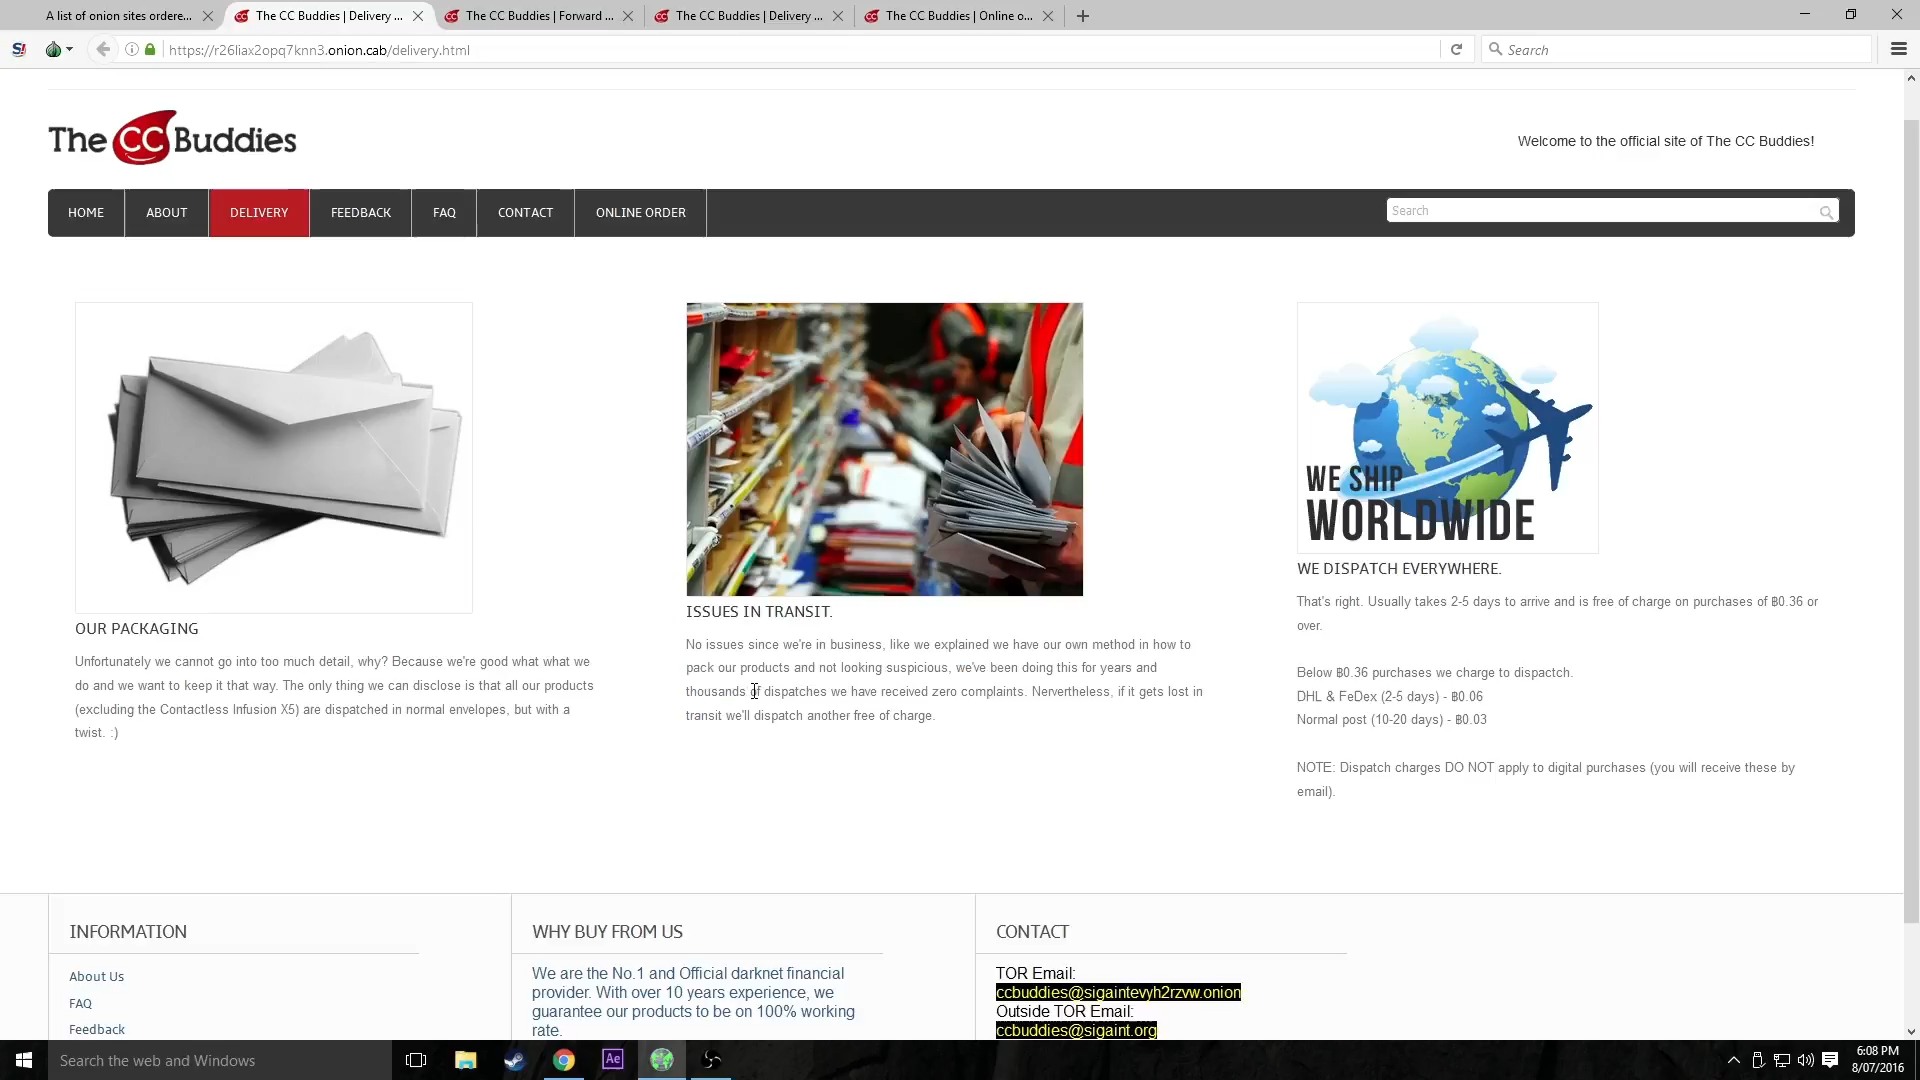 A list of onion sites ordere...
The CC Buddies | Delivery ...
The CC Buddies | Forward ...
The CC Buddies | Delivery ...
The CC Buddies | Online o...
https://r26liax2opq7knn3.onion.cab/delivery.html
Search
The CC Buddies
Welcome to the official site of The CC Buddies!
HOME
ABOUT
DELIVERY
FEEDBACK
FAQ
CONTACT
ONLINE ORDER
Search
OUR PACKAGING
Unfortunately we cannot go into too much detail, why? Because we're good what what we
do and we want to keep it that way. The only thing we can disclose is that all our products
(excluding the Contactless Infusion X5) are dispatched in normal envelopes, but with a
twist. :)
ISSUES IN TRANSIT.
No issues since we're in business, like we explained we have our own method in how to
pack our products and not looking suspicious, we've been doing this for years and
thousands of dispatches we have received zero complaints. Nevertheless, if it gets lost in
transit we'll dispatch another free of charge.
WE SHIP
WORLDWIDE
WE DISPATCH EVERYWHERE.
That's right. Usually takes 2-5 days to arrive and is free of charge on purchases of ฿0.36 or
over.
Below ฿0.36 purchases we charge to dispactch.
DHL & FeDex (2-5 days) - ฿0.06
Normal post (10-20 days) - ฿0.03
NOTE: Dispatch charges DO NOT apply to digital purchases (you will receive these by
email).
INFORMATION
About Us
FAQ
Feedback
WHY BUY FROM US
We are the No.1 and Official darknet financial
provider. With over 10 years experience, we
guarantee our products to be on 100% working
rate.
CONTACT
TOR Email:
ccbuddies@sigaintevyh2rzvw.onion
Outside TOR Email:
ccbuddies@sigaint.org
Search the web and Windows
Ae
6:08 PM
8/07/2016